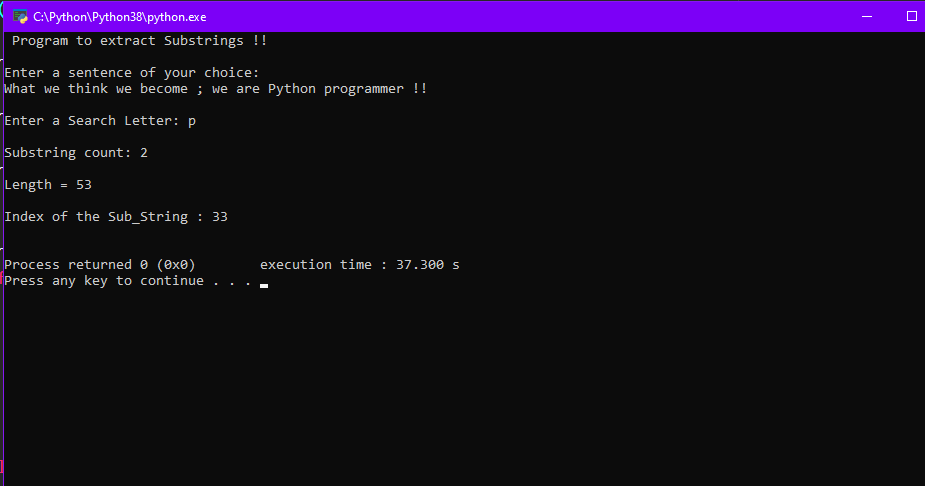 C:\Python\Python38\python.exe
Program to extract Substrings !!
Enter a sentence of your choice:
What we think we become ; we are Python programmer !!
Enter a Search Letter: p
Substring count: 2
Length = 53
Index of the Sub_String : 33
Process returned 0 (0x0)        execution time : 37.300 s
Press any key to continue . . .